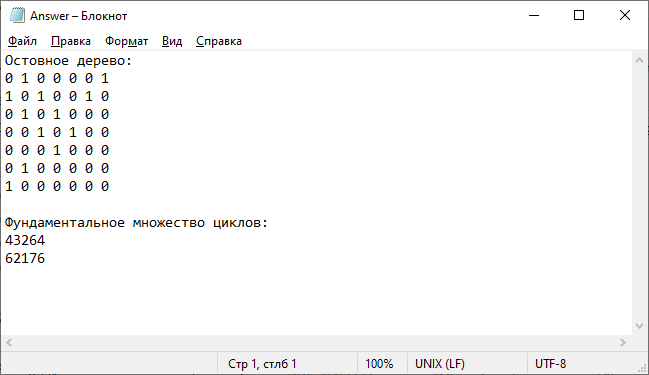 Answer – Блокнот
Файл Правка Формат Вид Справка
Остовное дерево:
0 1 0 0 0 0 1
1 0 1 0 0 1 0
0 1 0 1 0 0 0
0 0 1 0 1 0 0
0 0 0 1 0 0 0
0 1 0 0 0 0 0
1 0 0 0 0 0 0
Фундаментальное множество циклов:
43264
62176
Стр 1, стлб 1 100% UNIX (LF) UTF-8